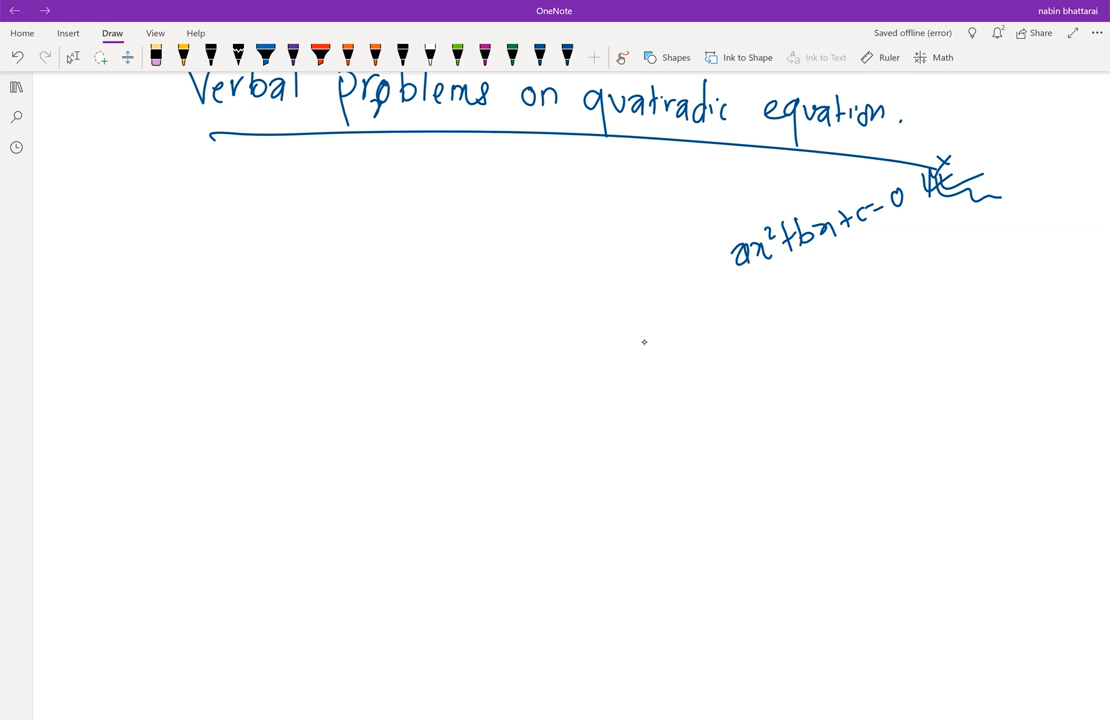 OneNote
nabin bhattarai
Home Insert Draw View Help
Saved offline (error)
2
Share
Shapes
Ink to Shape
Ink to Text
Ruler
Math
Verbal problems on quatradic equation.
ax²+bx+c=0